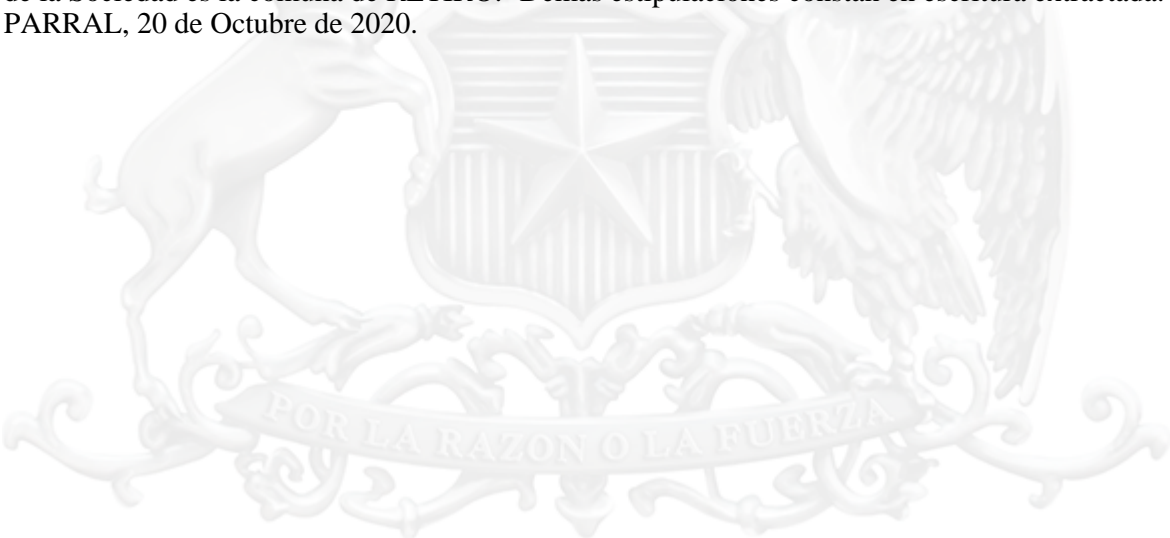 de la Sociedad es la comuna de RETIRO.- Demás estipulaciones constan en escritura extractada.
PARRAL, 20 de Octubre de 2020.
POR LA RAZON O LA FUERZA